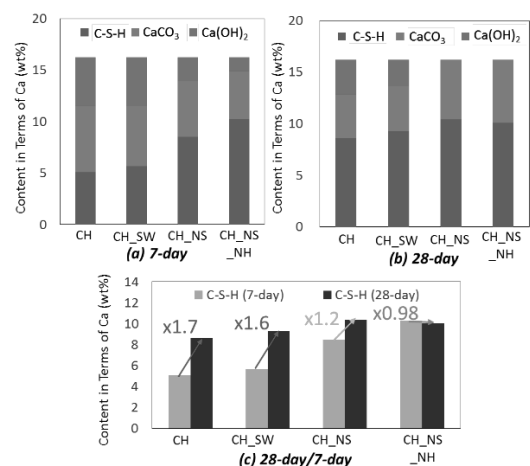 C-S-H CaCO3 Ca(OH)2
Content in Terms of Ca (wt%)
20
15
10
5
0
CH CH_SW CH_NS CH_NS
_NH
(a) 7-day
C-S-H CaCO3 Ca(OH)2
Content in Terms of Ca (wt%)
20
15
10
5
0
CH CH_SW CH_NS CH_NS
_NH
(b) 28-day
C-S-H (7-day) C-S-H (28-day)
Content in Terms of Ca (wt%)
14
12
10
8
6
4
2
0
x1.7 x1.6 x1.2 x0.98
CH CH_SW CH_NS CH_NS
_NH
(c) 28-day/7-day